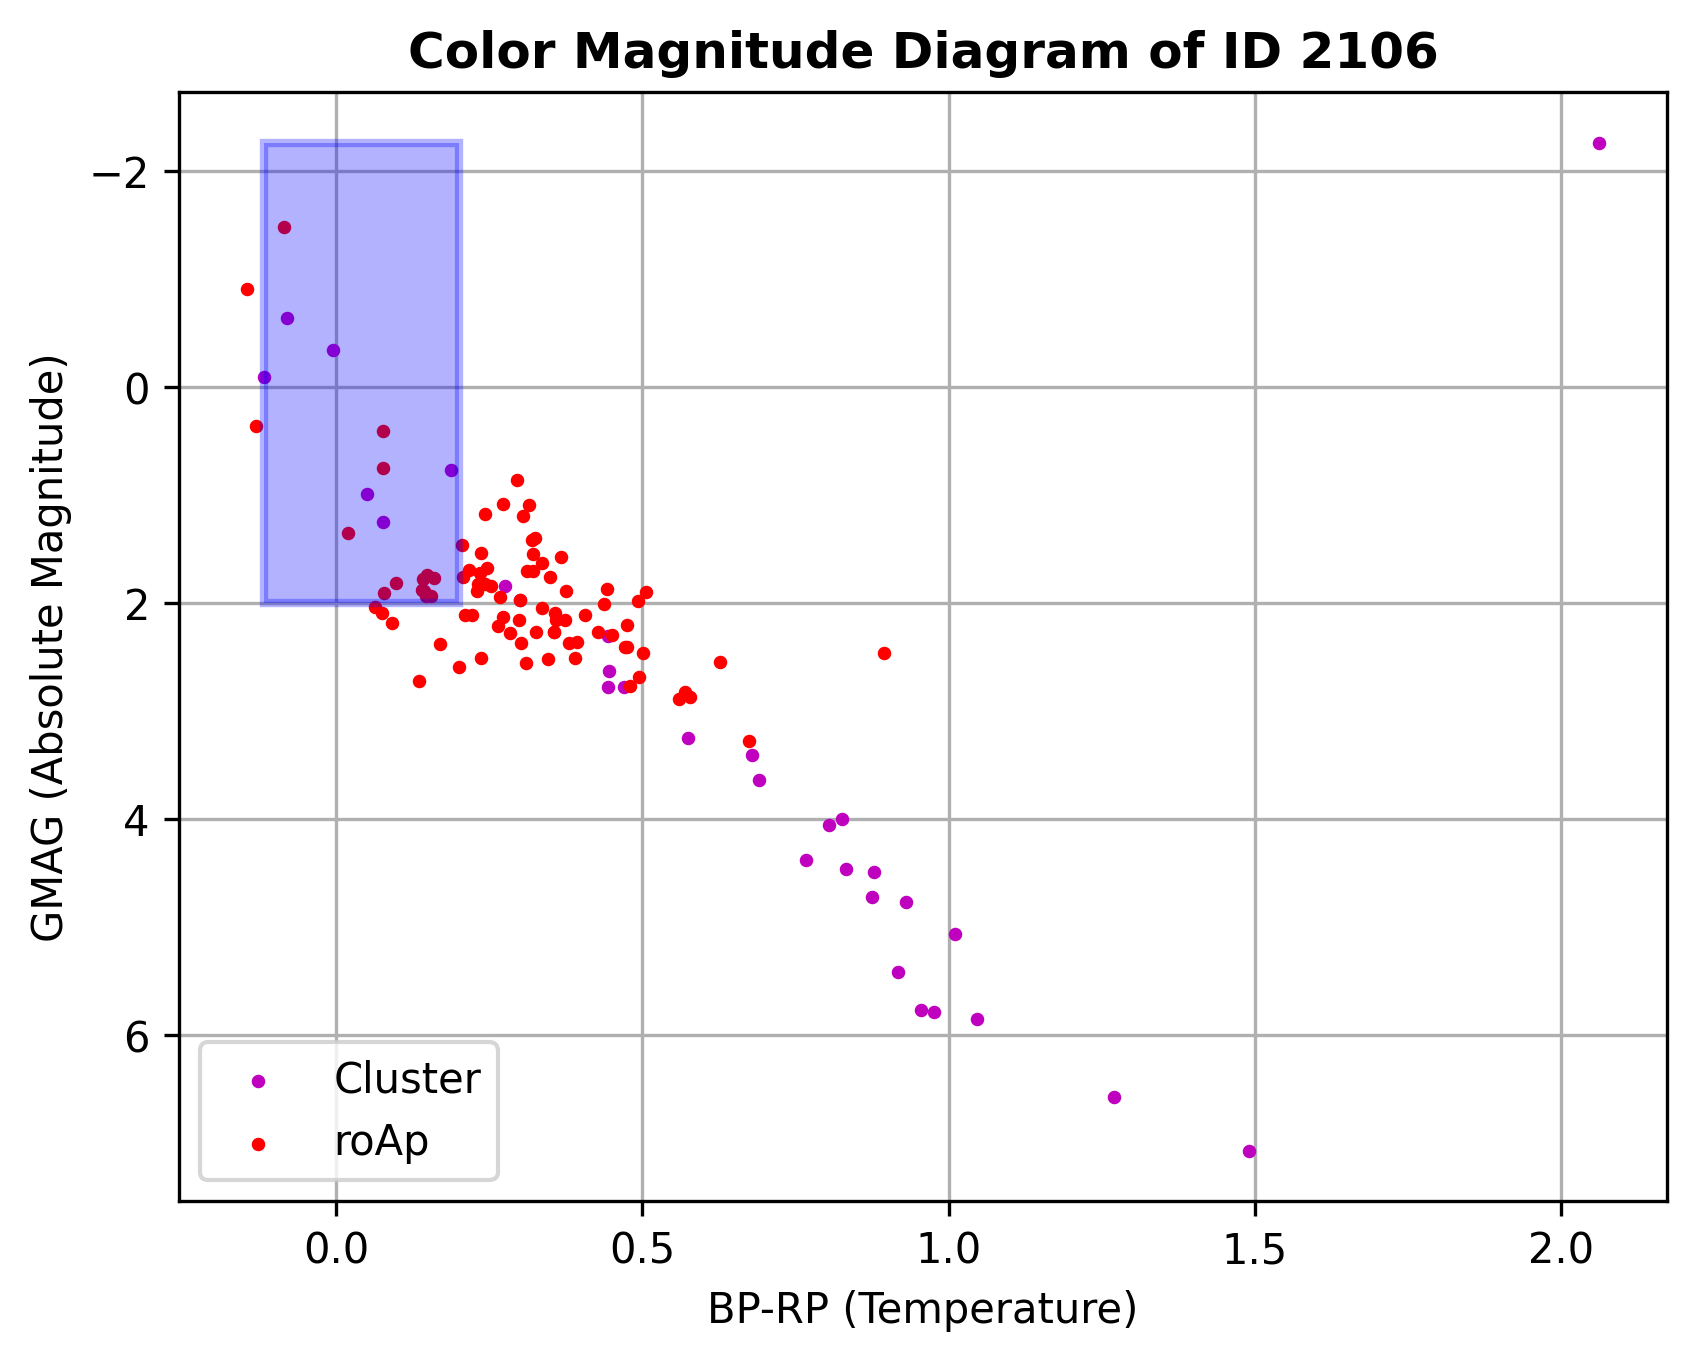 Color Magnitude Diagram of ID 2106
GMAG (Absolute Magnitude)
−2
0
2
4
6
Cluster
roAp
0.0 0.5 1.0 1.5 2.0
BP-RP (Temperature)